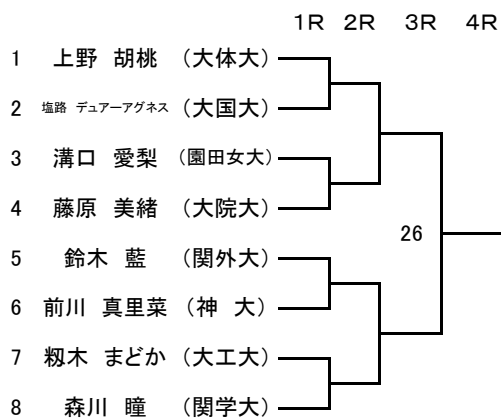 1R 2R 3R 4R
1 上野 胡桃 (大体大)
2 塩路 デュアーアグネス (大国大)
3 溝口 愛梨 (園田女大)
4 藤原 美緒 (大院大)
26
5 鈴木 藍 (関外大)
6 前川 真里菜 (神 大)
7 籾木 まどか (大工大)
8 森川 瞳 (関学大)